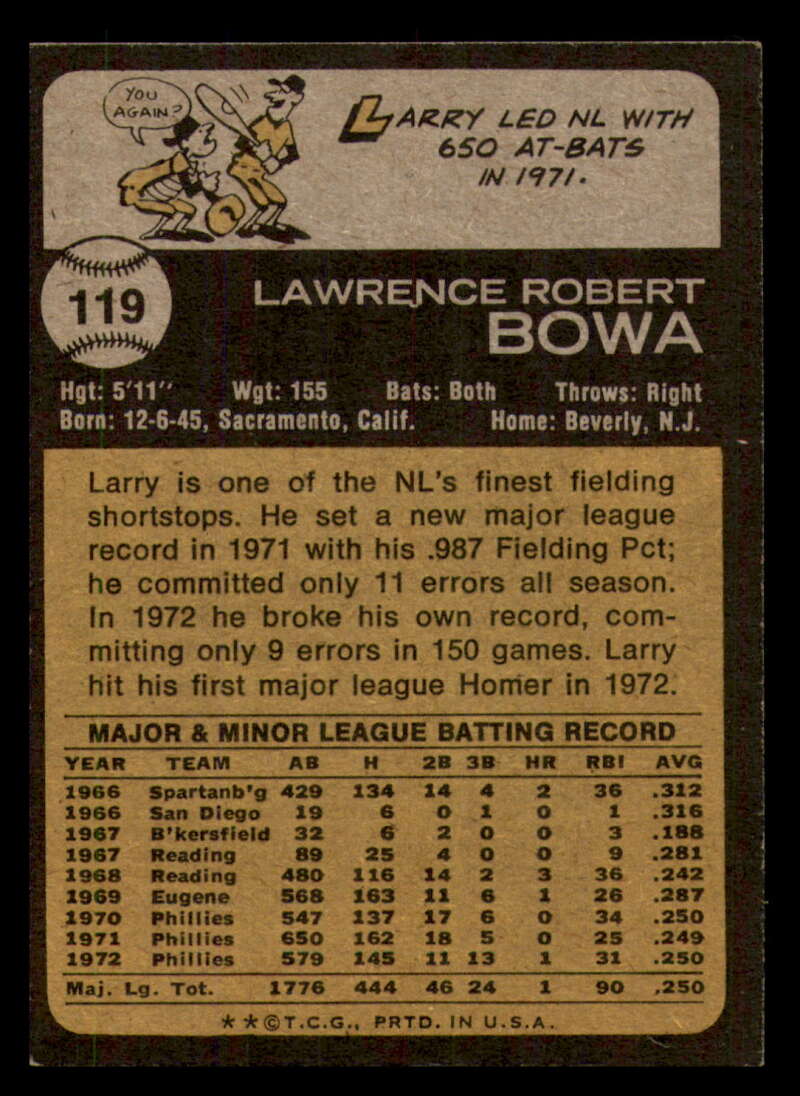 YOU
AGAIN?
LARRY LED NL WITH
650 AT-BATS
IN 1971.
119
LAWRENCE ROBERT
BOWA
Hgt: 5'11" Wgt: 155 Bats: Both Throws: Right
Born: 12-6-45, Sacramento, Calif. Home: Beverly, N.J.
Larry is one of the NL's finest fielding
shortstops. He set a new major league
record in 1971 with his .987 Fielding Pct;
he committed only 11 errors all season.
In 1972 he broke his own record, com-
mitting only 9 errors in 150 games. Larry
hit his first major league Homer in 1972.
MAJOR & MINOR LEAGUE BATTING RECORD
YEAR TEAM AB H 2B 3B HR RBI AVG
1966 Spartanb'g 429 134 14 4 2 36 .312
1966 San Diego 19 6 0 1 0 1 .316
1967 B'kersfield 32 6 2 0 0 3 .188
1967 Reading 89 25 4 0 0 9 .281
1968 Reading 480 116 14 2 3 36 .242
1969 Eugene 568 163 11 6 1 26 .287
1970 Phillies 547 137 17 6 0 34 .250
1971 Phillies 650 162 18 5 0 25 .249
1972 Phillies 579 145 11 13 1 31 .250
Maj. Lg. Tot. 1776 444 46 24 1 90 .250
* * © T.C.G., PRTD. IN U.S.A.